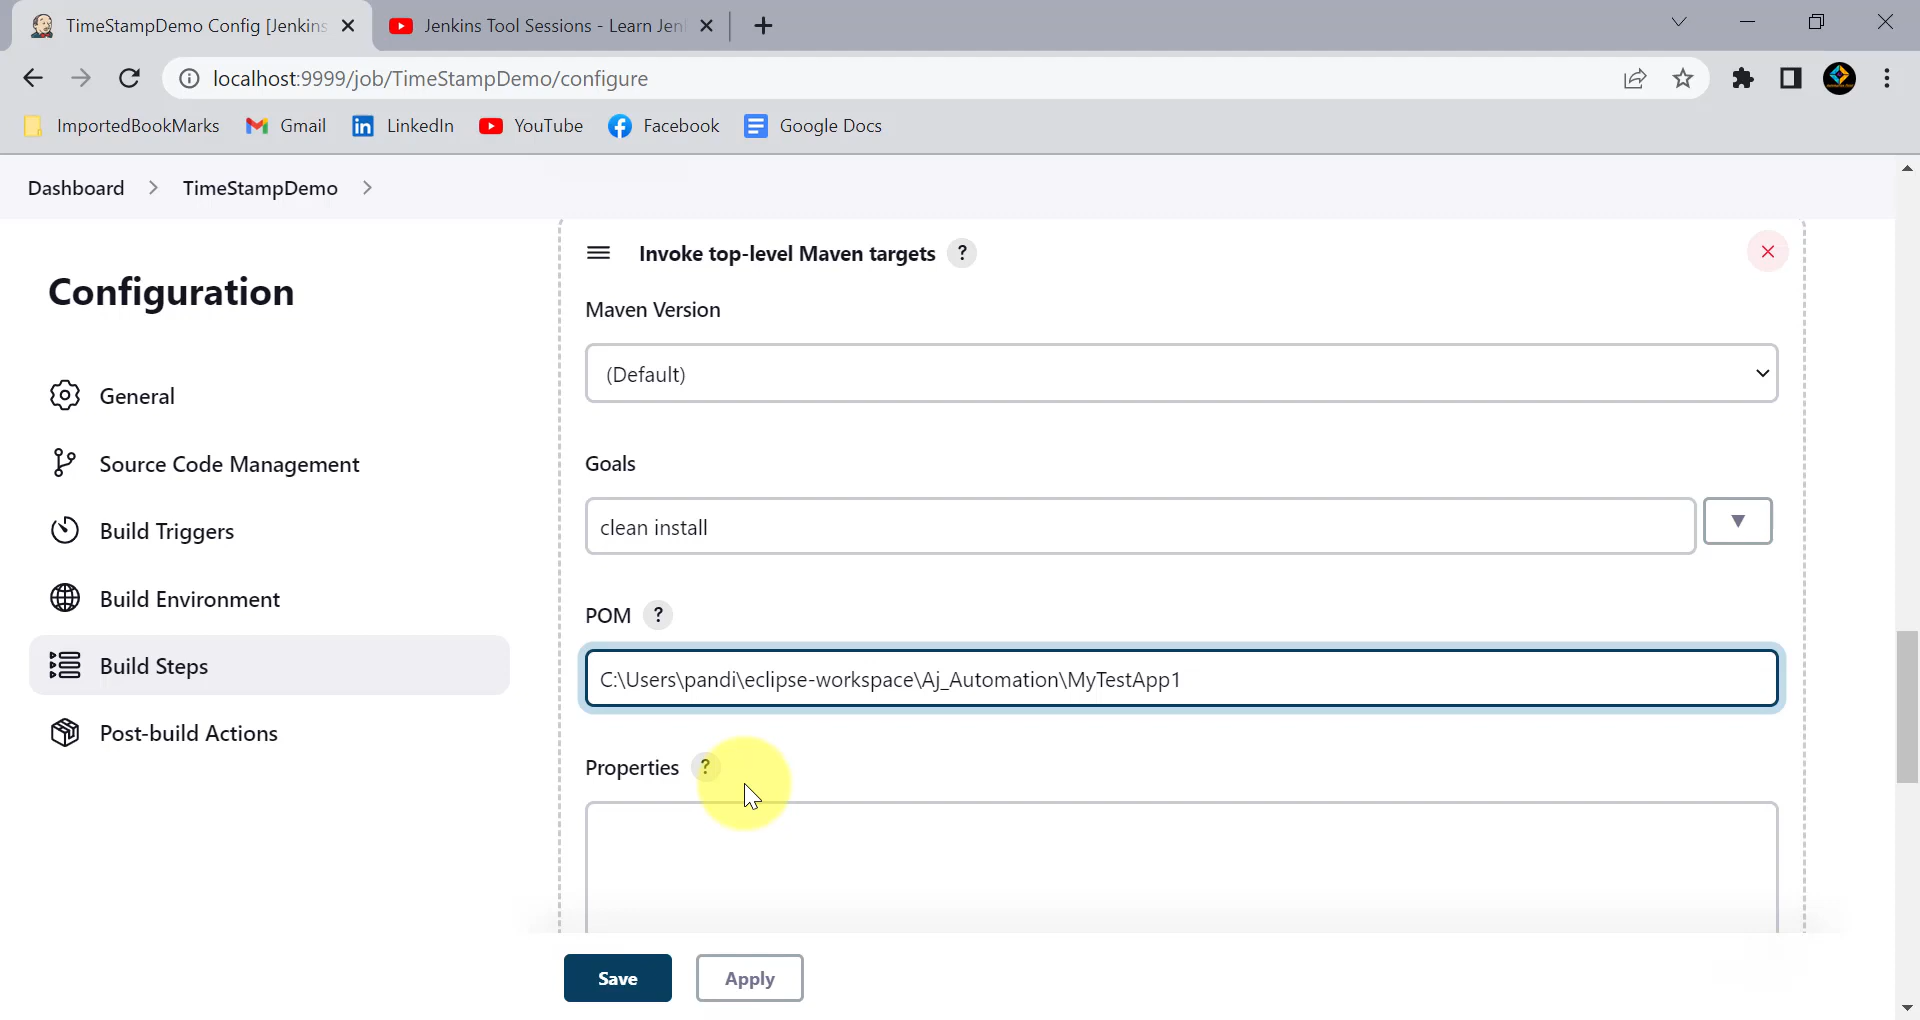 TimeStampDemo Config [Jenkins
Jenkins Tool Sessions - Learn Jen
localhost:9999/job/TimeStampDemo/configure
ImportedBookMarks Gmail LinkedIn YouTube Facebook Google Docs
Dashboard > TimeStampDemo >
Configuration
General
Source Code Management
Build Triggers
Build Environment
Build Steps
Post-build Actions
Invoke top-level Maven targets ?
Maven Version
(Default)
Goals
clean install
POM ?
C:\Users\pandi\eclipse-workspace\Aj_Automation\MyTestApp1
Properties ?
Save Apply